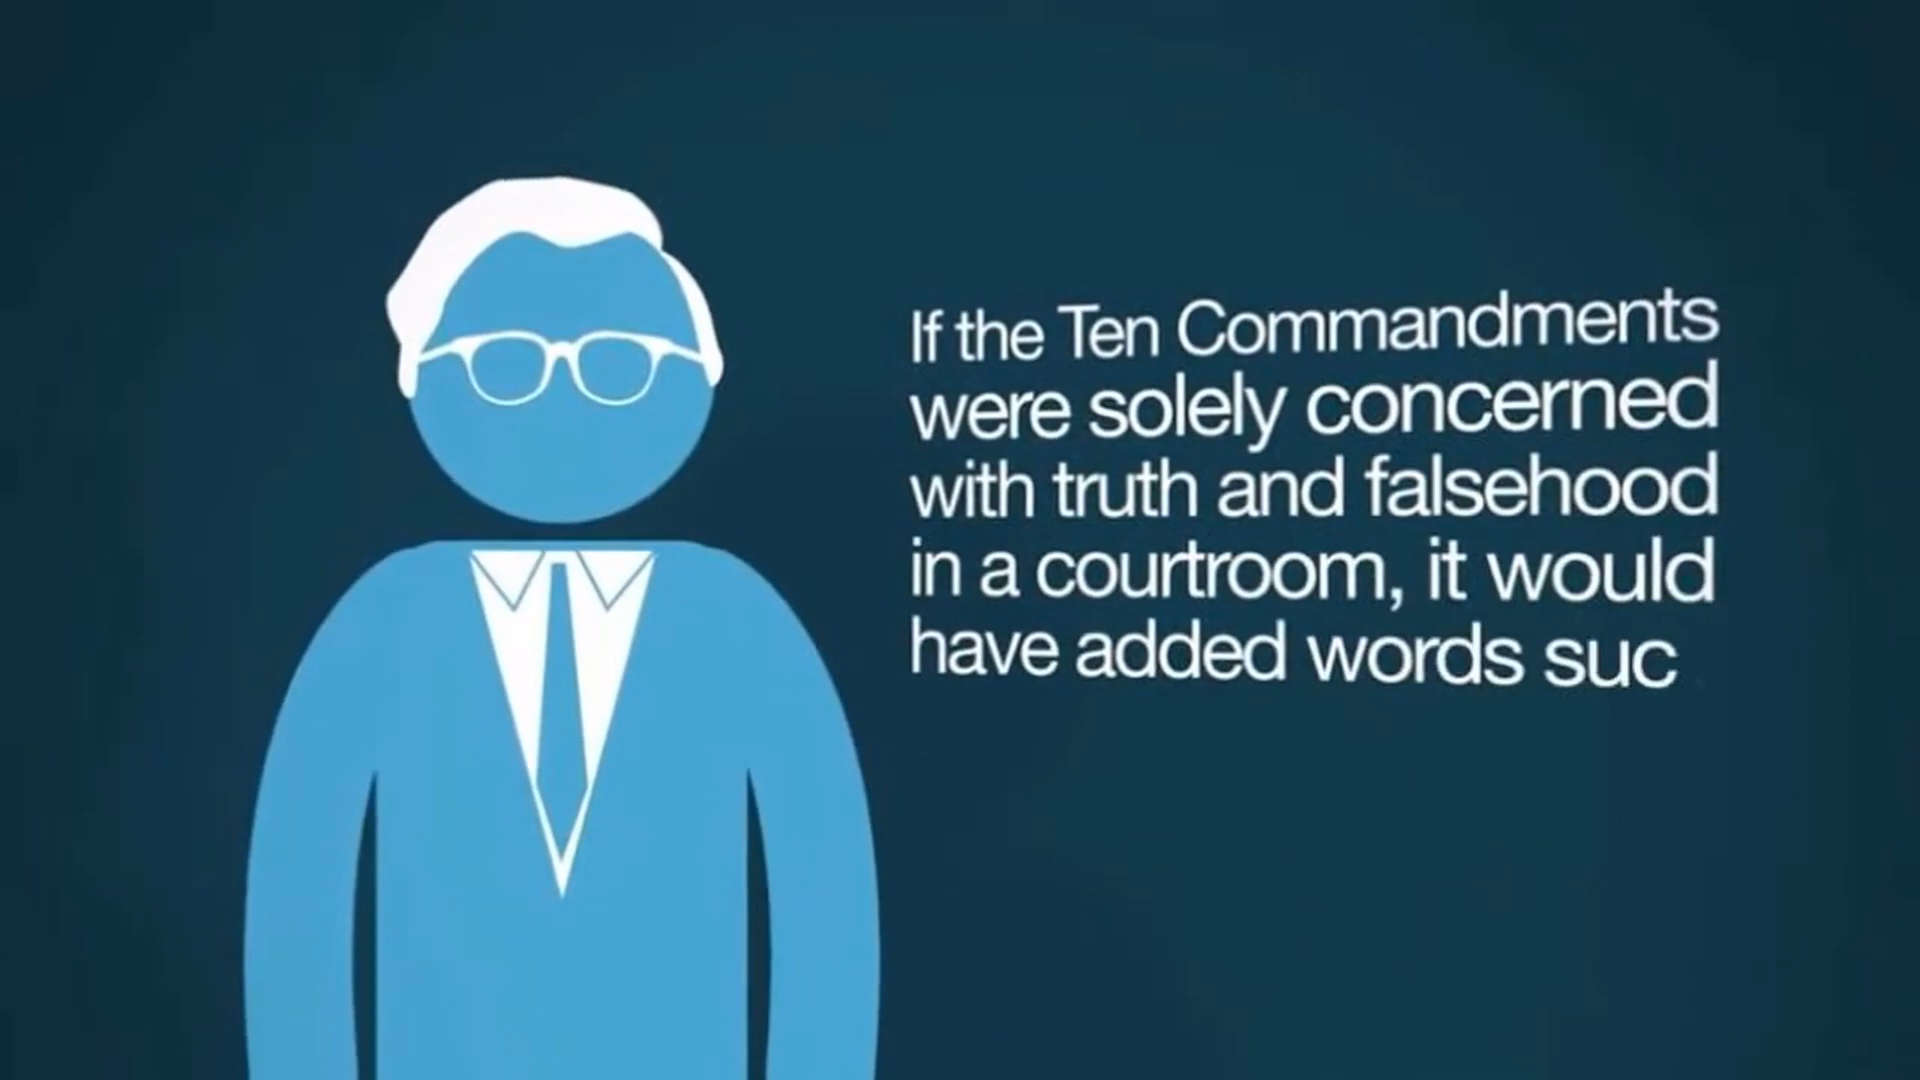 If the Ten Commandments
were solely concerned
with truth and falsehood
in a courtroom, it would
have added words suc